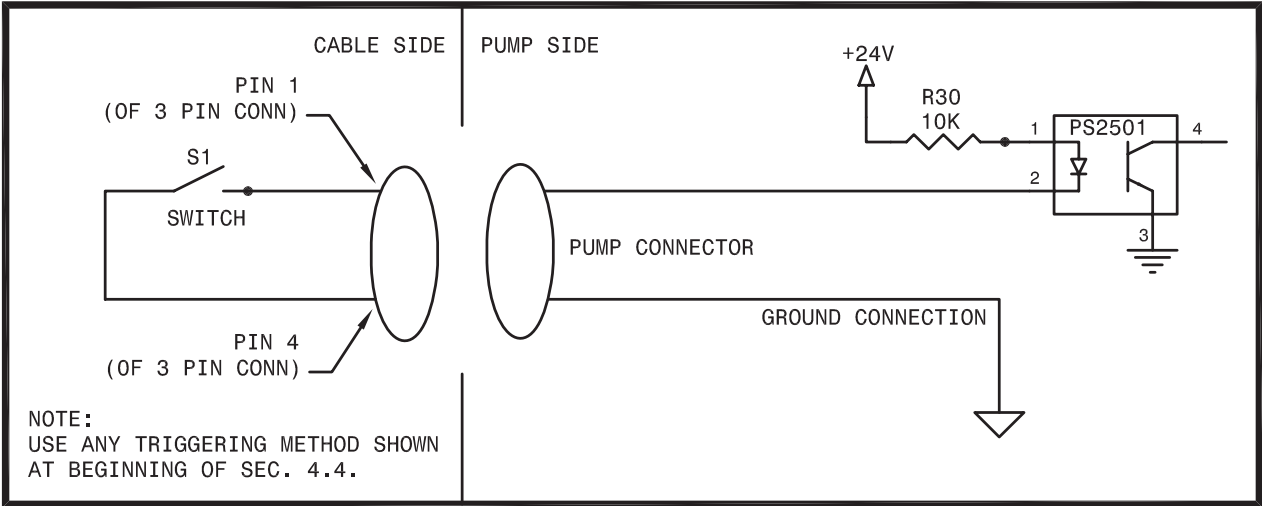 CABLE SIDE
PUMP SIDE
PIN 1
(OF 3 PIN CONN)
+24V
R30
10K
1
PS2501
4
S1
SWITCH
2
3
PUMP CONNECTOR
GROUND CONNECTION
PIN 4
(OF 3 PIN CONN)
NOTE:
USE ANY TRIGGERING METHOD SHOWN
AT BEGINNING OF SEC. 4.4.